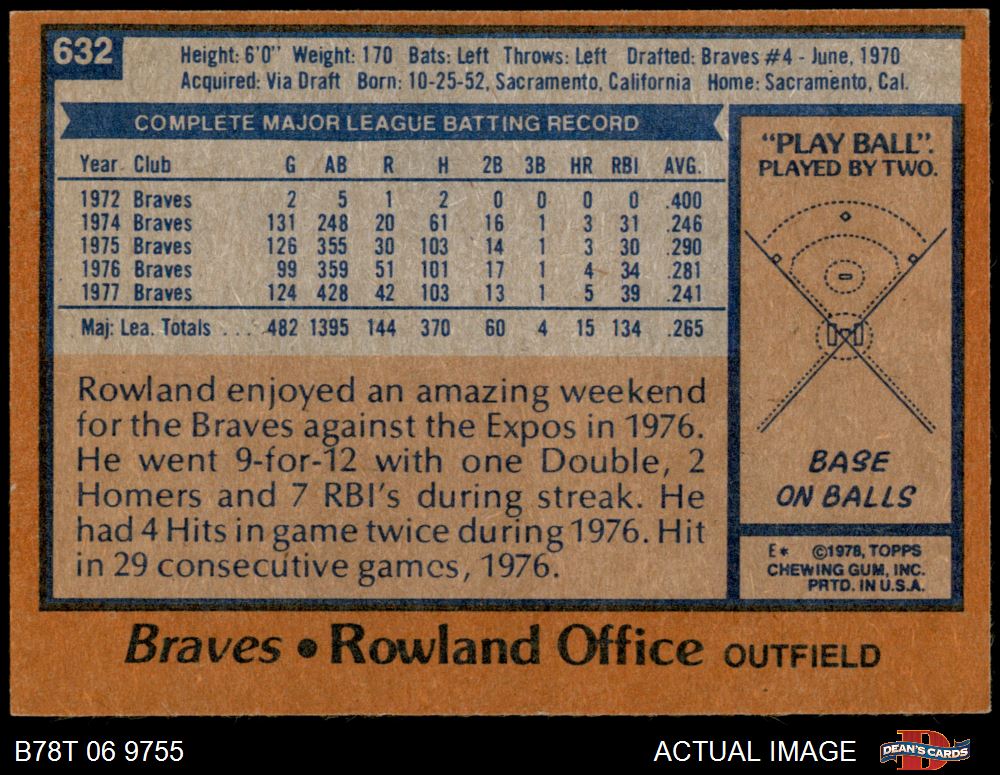 632
Height: 6'0" Weight: 170 Bats: Left Throws: Left Drafted: Braves #4 - June, 1970
Acquired: Via Draft Born: 10-25-52, Sacramento, California Home: Sacramento, Cal.
COMPLETE MAJOR LEAGUE BATTING RECORD
Year Club G AB R H 2B 3B HR RBI AVG.
1972 Braves 2 5 1 2 0 0 0 0 .400
1974 Braves 131 248 20 61 16 1 3 31 .246
1975 Braves 126 355 30 103 14 1 3 30 .290
1976 Braves 99 359 51 101 17 1 4 34 .281
1977 Braves 124 428 42 103 13 1 5 39 .241
Maj. Lea. Totals . . . . 482 1395 144 370 60 4 15 134 .265
Rowland enjoyed an amazing weekend
for the Braves against the Expos in 1976.
He went 9-for-12 with one Double, 2
Homers and 7 RBI's during streak. He
had 4 Hits in game twice during 1976. Hit
in 29 consecutive games, 1976.
"PLAY BALL".
PLAYED BY TWO.
BASE
ON BALLS
E* ©1978, TOPPS
CHEWING GUM, INC.
PRTD. IN U.S.A.
Braves • Rowland Office OUTFIELD
B78T 06 9755
ACTUAL IMAGE
DEAN'S CARDS